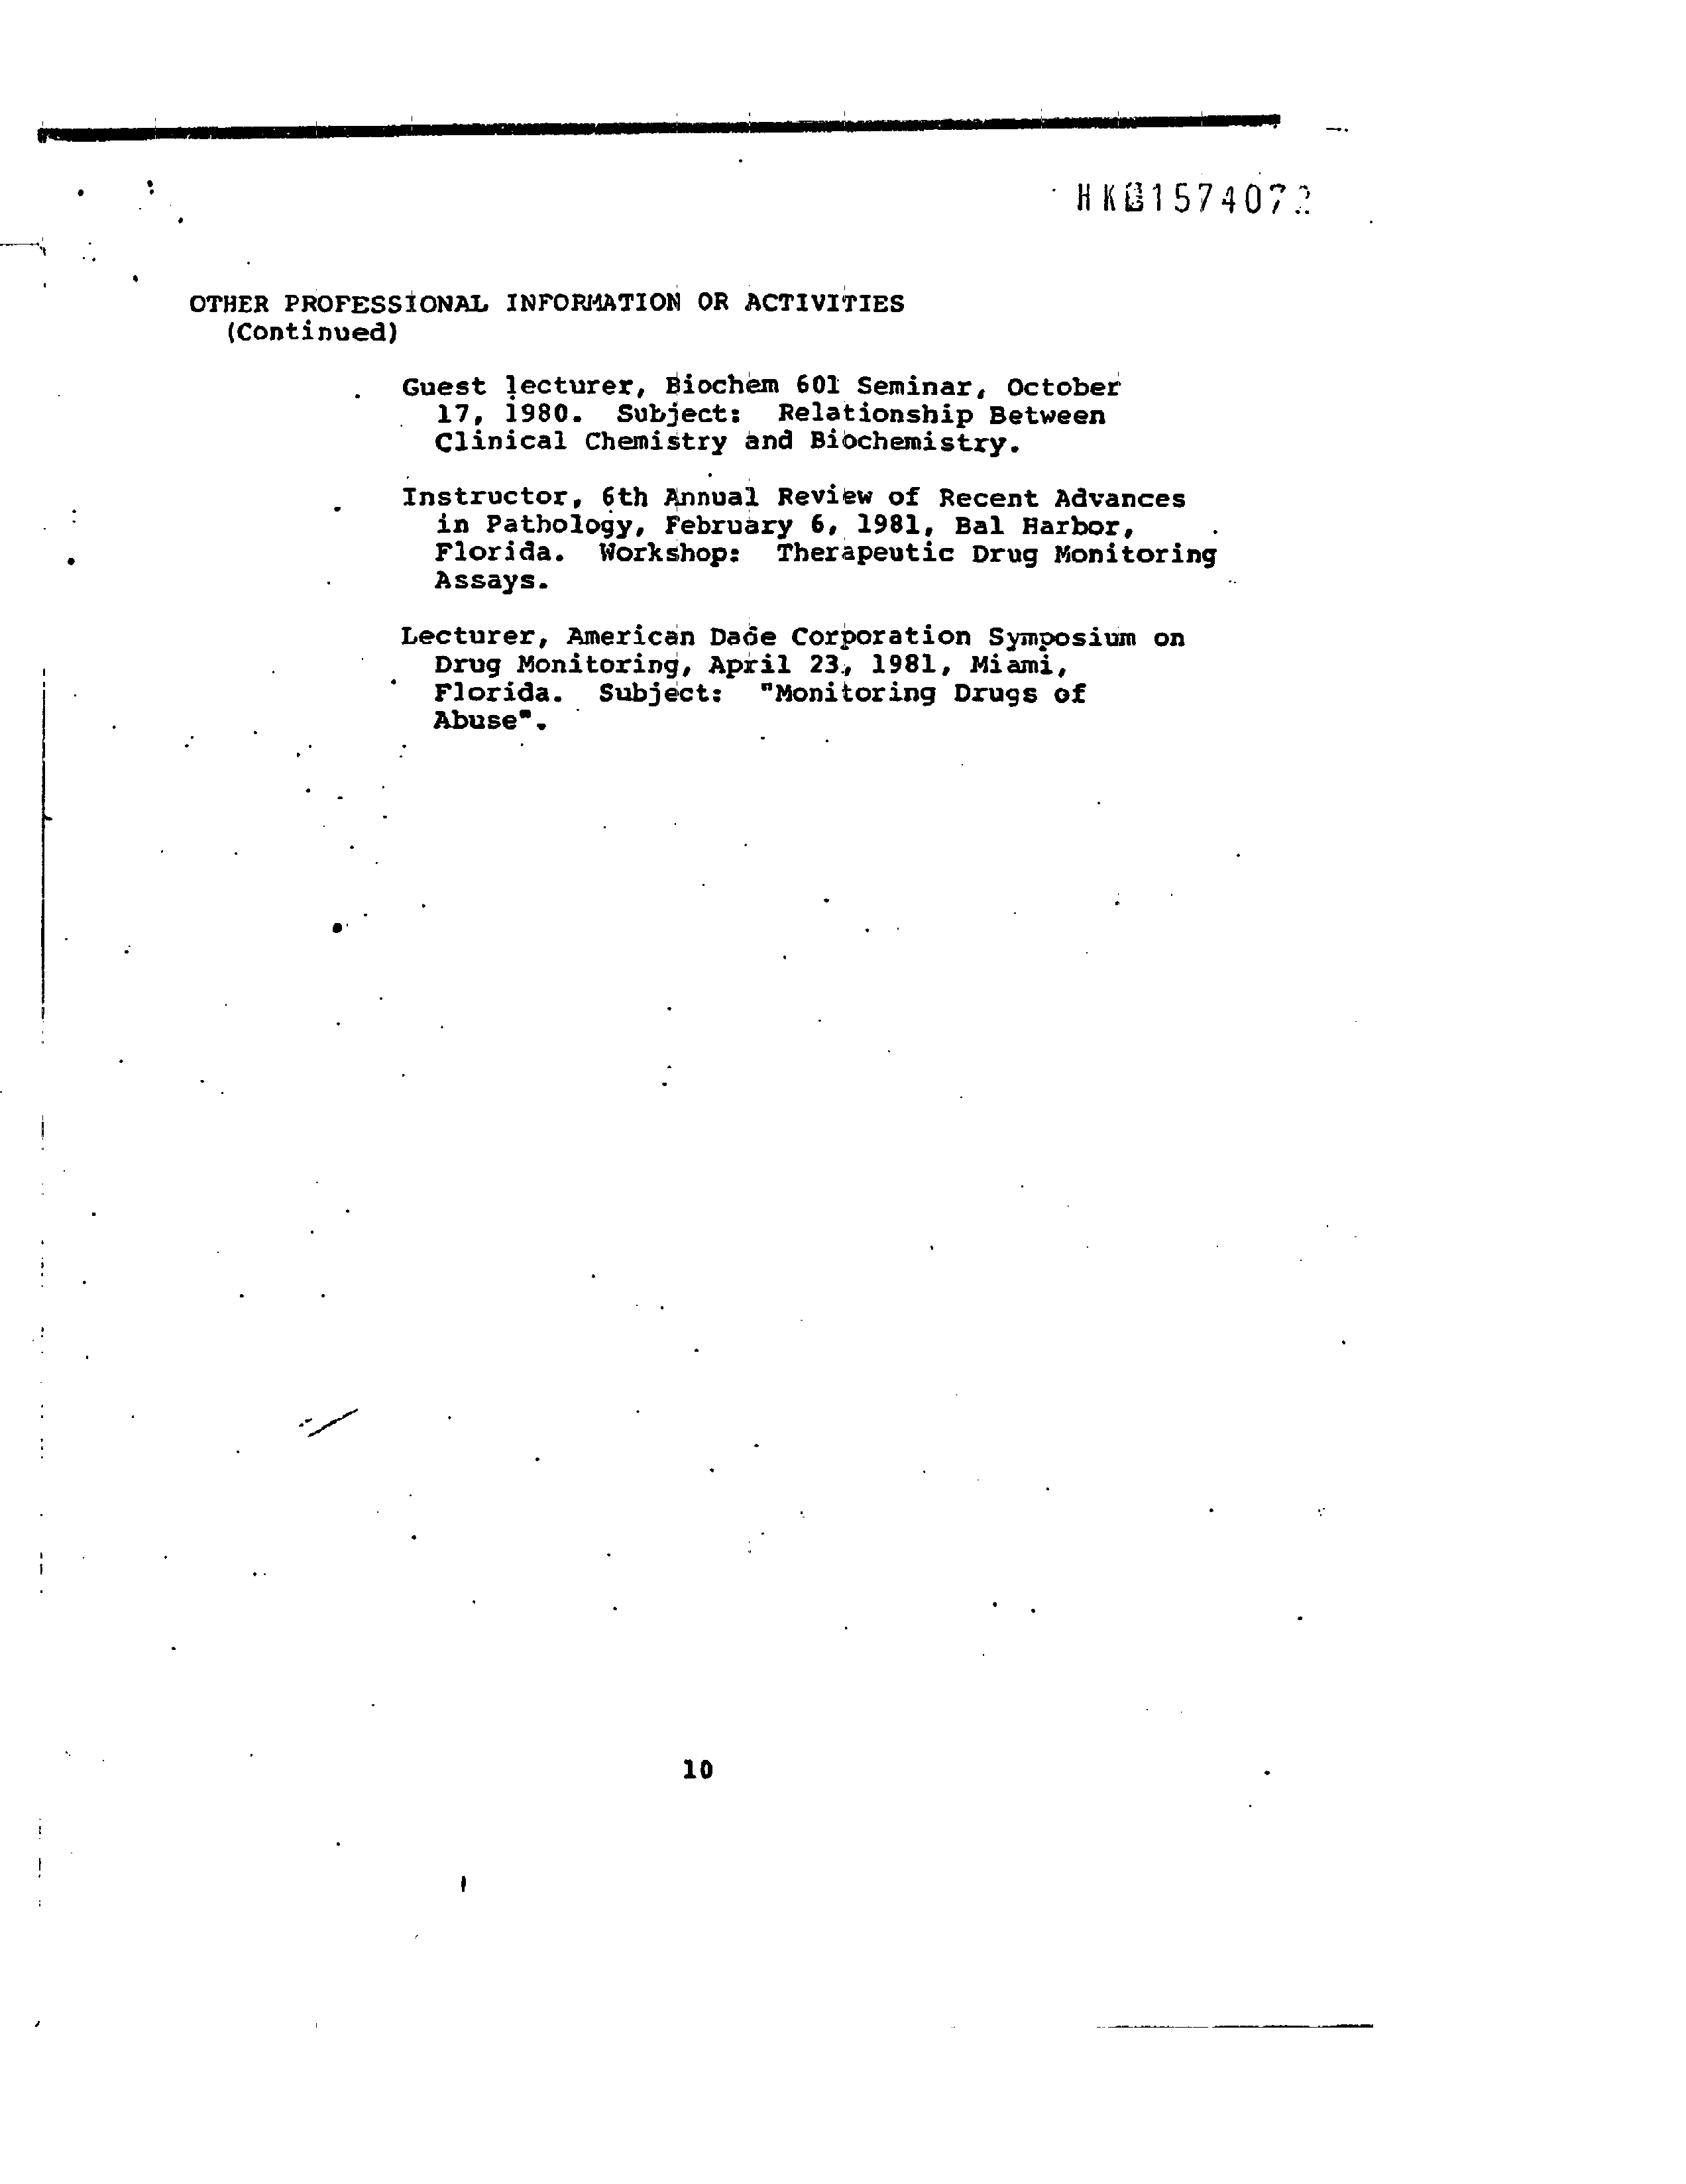 HK01574072
OTHER PROFESSIONAL INFORMATION OR ACTIVITIES
(Continued)
Guest lecturer, Biochem 601 Seminar, October
17, 1980. Subject: Relationship Between
Clinical Chemistry and Biochemistry.
Instructor, 6th Annual Review of Recent Advances
in Pathology, February 6, 1981, Bal Harbor,
Florida. Workshop: Therapeutic Drug Monitoring
Assays.
Lecturer, American Dade Corporation Symposium on
Drug Monitoring, April 23, 1981, Miami,
Florida. Subject: "Monitoring Drugs of
Abuse".
10